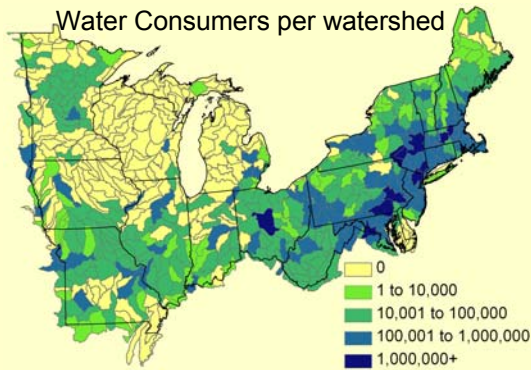 Water Consumers per watershed
0
1 to 10,000
10,001 to 100,000
100,001 to 1,000,000
1,000,000+